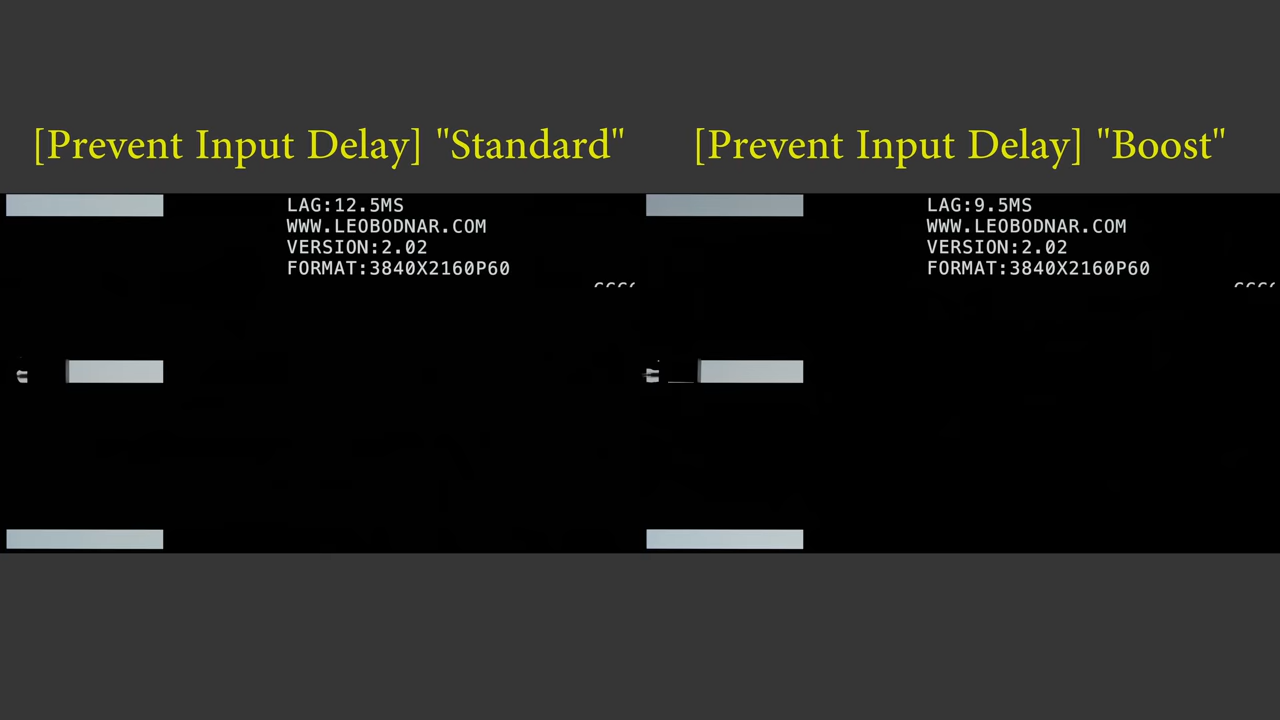 [Prevent Input Delay] "Standard"
[Prevent Input Delay] "Boost"
LAG:12.5MS
WWW.LEOBODNAR.COM
VERSION:2.02
FORMAT:3840X2160P60
LAG:9.5MS
WWW.LEOBODNAR.COM
VERSION:2.02
FORMAT:3840X2160P60